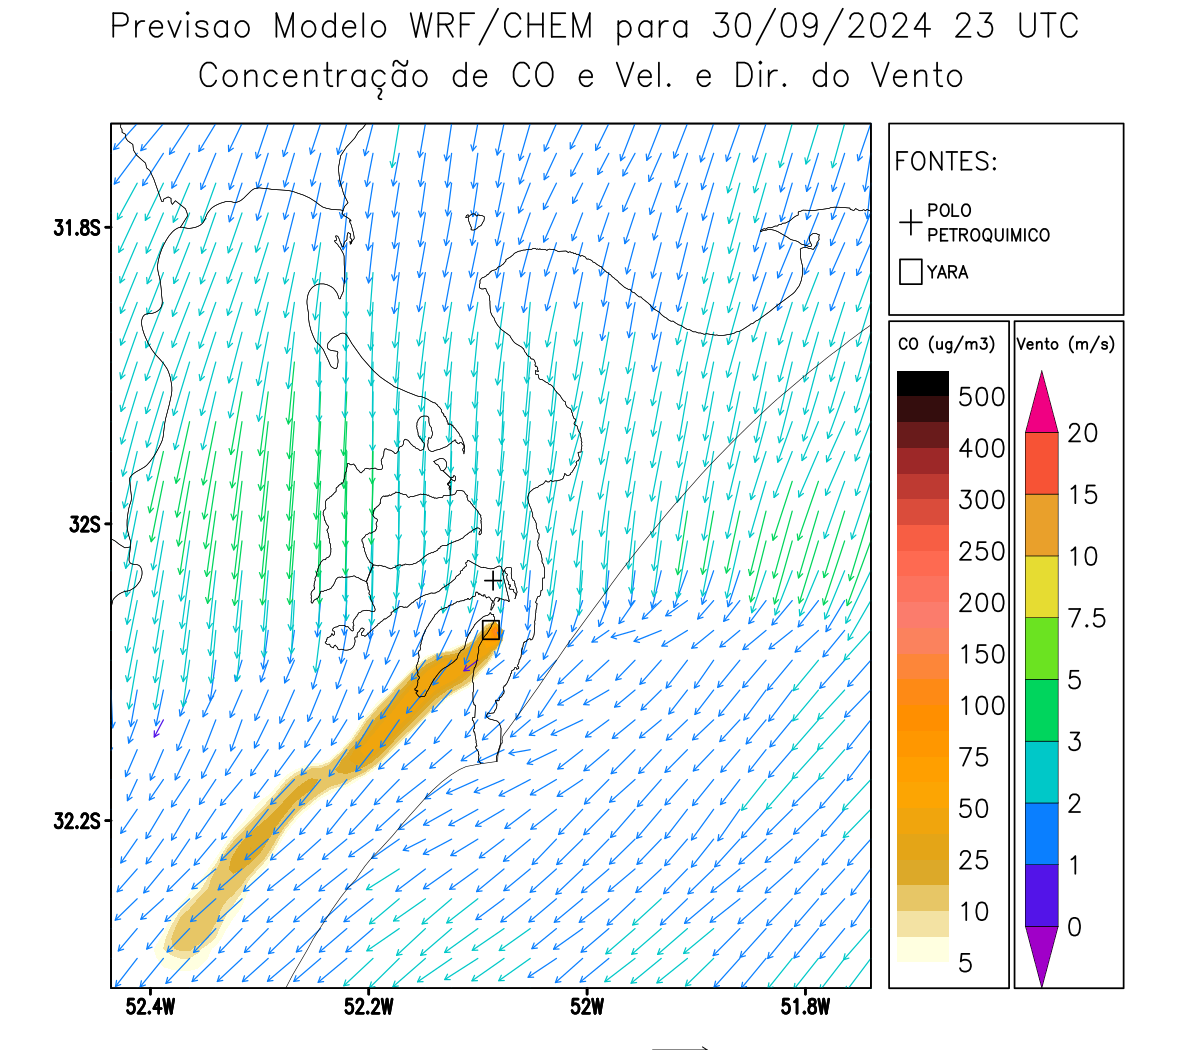 Previsao Modelo WRF/CHEM para 30/09/2024 23 UTC
Concentração de CO e Vel. e Dir. do Vento
FONTES:
POLO
PETROQUIMICO
YARA
31.8S
32S
32.2S
52.4W
52.2W
52W
51.8W
CO (ug/m3)
500
400
300
250
200
150
100
75
50
25
10
5
Vento (m/s)
20
15
10
7.5
5
3
2
1
0